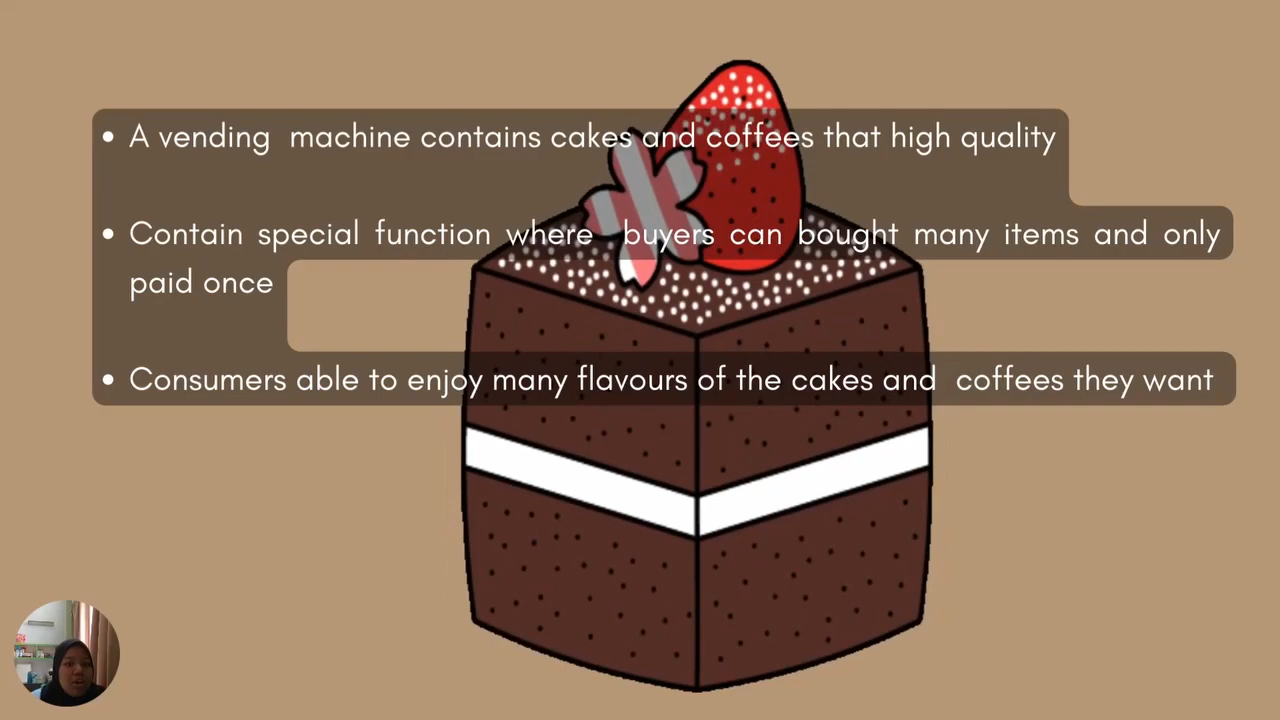 • A vending machine contains cakes and coffees that high quality
• Contain special function where buyers can bought many items and only
paid once
• Consumers able to enjoy many flavours of the cakes and coffees they want